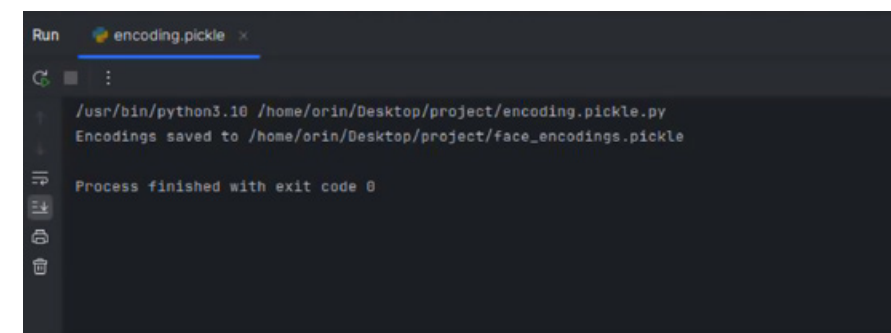 Run encoding.pickle
/usr/bin/python3.10 /home/orin/Desktop/project/encoding.pickle.py
Encodings saved to /home/orin/Desktop/project/face_encodings.pickle
Process finished with exit code 0